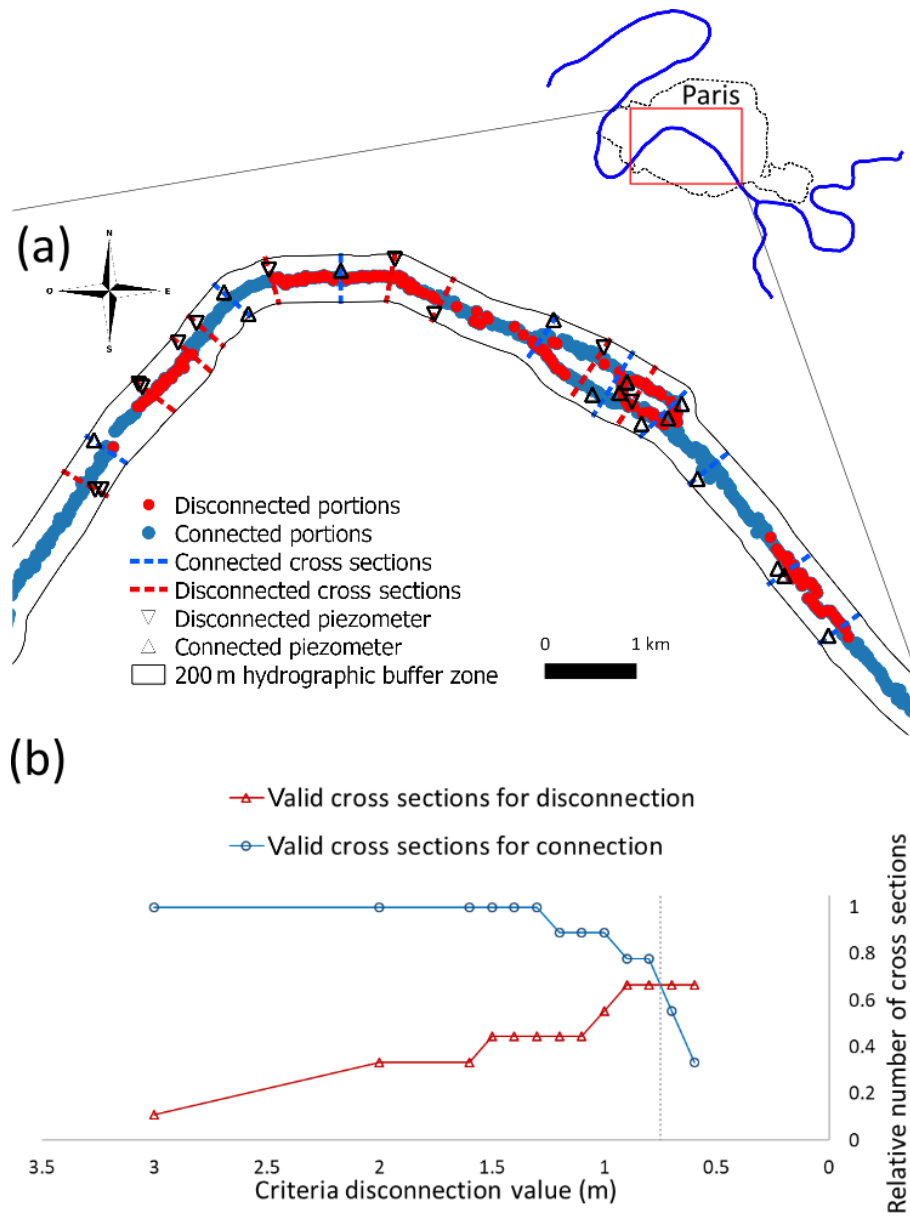 Paris
(a)
N
O
E
S
Disconnected portions
Connected portions
Connected cross sections
Disconnected cross sections
Disconnected piezometer
Connected piezometer
200 m hydrographic buffer zone
0 1 km
(b)
Valid cross sections for disconnection
Valid cross sections for connection
1
0.8
0.6
0.4
0.2
0
Relative number of cross sections
3.5 3 2.5 2 1.5 1 0.5 0
Criteria disconnection value (m)